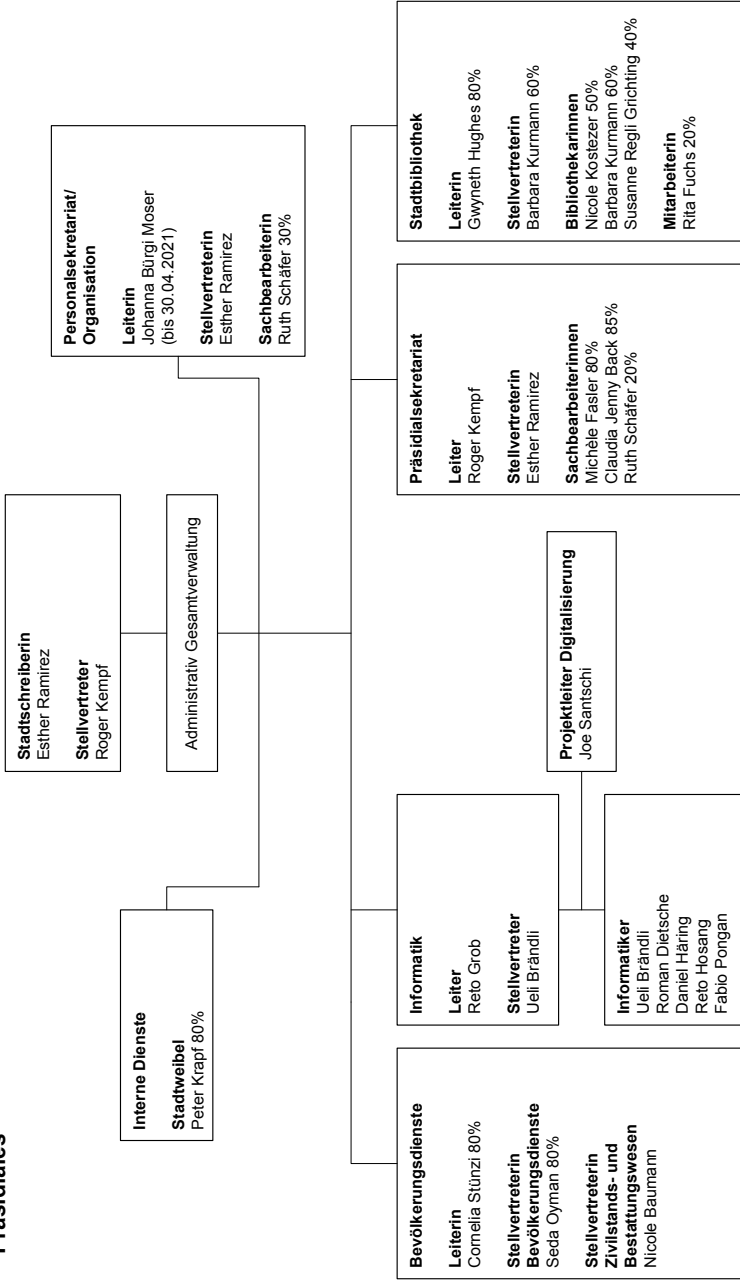 Präsidiales
Stadtschreiberin
Esther Ramirez
Stellvertreter
Roger Kempf
Administrativ Gesamtverwaltung
Interne Dienste
Stadtweibel
Peter Krapf 80%
Personalsekretariat/
Organisation
Leiterin
Johanna Bürgi Moser
(bis 30.04.2021)
Stellvertreterin
Esther Ramirez
Sachbearbeiterin
Ruth Schäfer 30%
Bevölkerungsdienste
Leiterin
Cornelia Stünzi 80%
Stellvertreterin
Bevölkerungsdienste
Seda Oyman 80%
Stellvertreterin
Zivilstands- und
Bestattungswesen
Nicole Baumann
Informatik
Leiter
Reto Grob
Stellvertreter
Ueli Brändli
Projektleiter Digitalisierung
Joe Santschi
Informatiker
Ueli Brändli
Roman Dietsche
Daniel Häring
Reto Hosang
Fabio Pongan
Präsidialsekretariat
Leiter
Roger Kempf
Stellvertreterin
Esther Ramirez
Sachbearbeiterinnen
Michèle Fasler 80%
Claudia Jenny Back 85%
Ruth Schäfer 20%
Stadtbibliothek
Leiterin
Gwyneth Hughes 80%
Stellvertreterin
Barbara Kurmann 60%
Bibliothekarinnen
Nicole Kostezer 50%
Barbara Kurmann 60%
Susanne Regli Grichting 40%
Mitarbeiterin
Rita Fuchs 20%